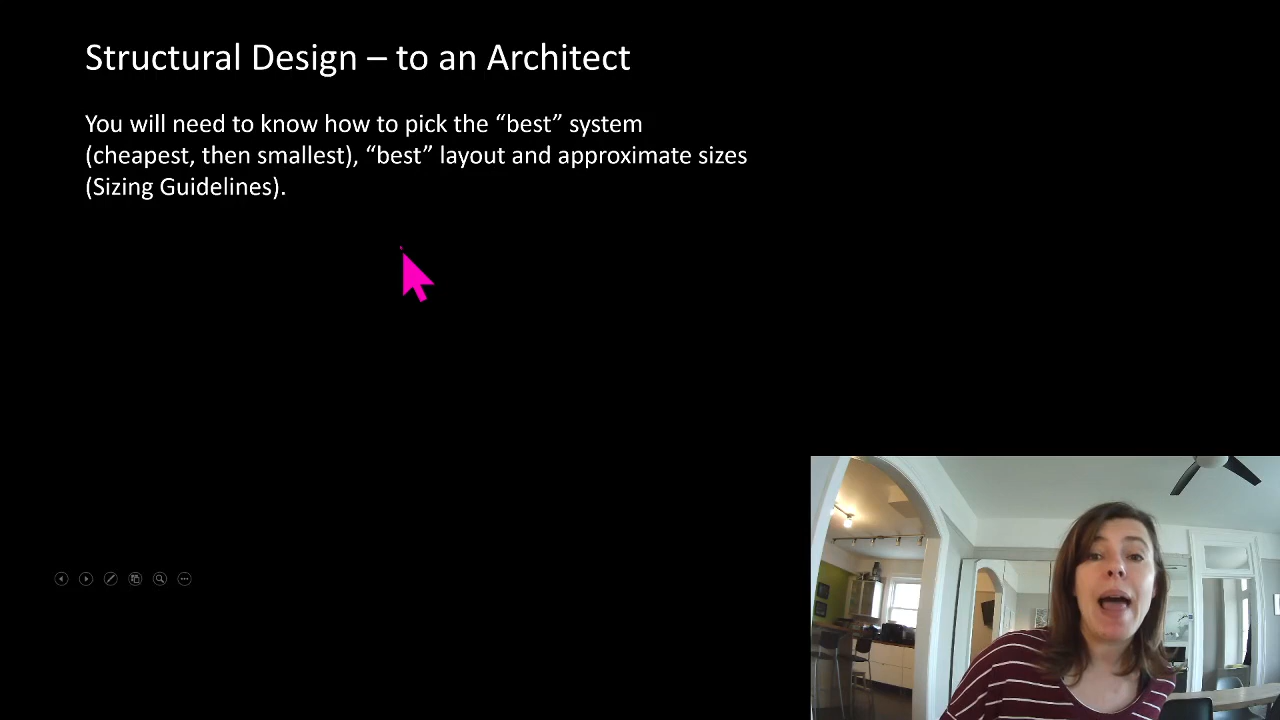 Structural Design – to an Architect
You will need to know how to pick the “best” system
(cheapest, then smallest), “best” layout and approximate sizes
(Sizing Guidelines).